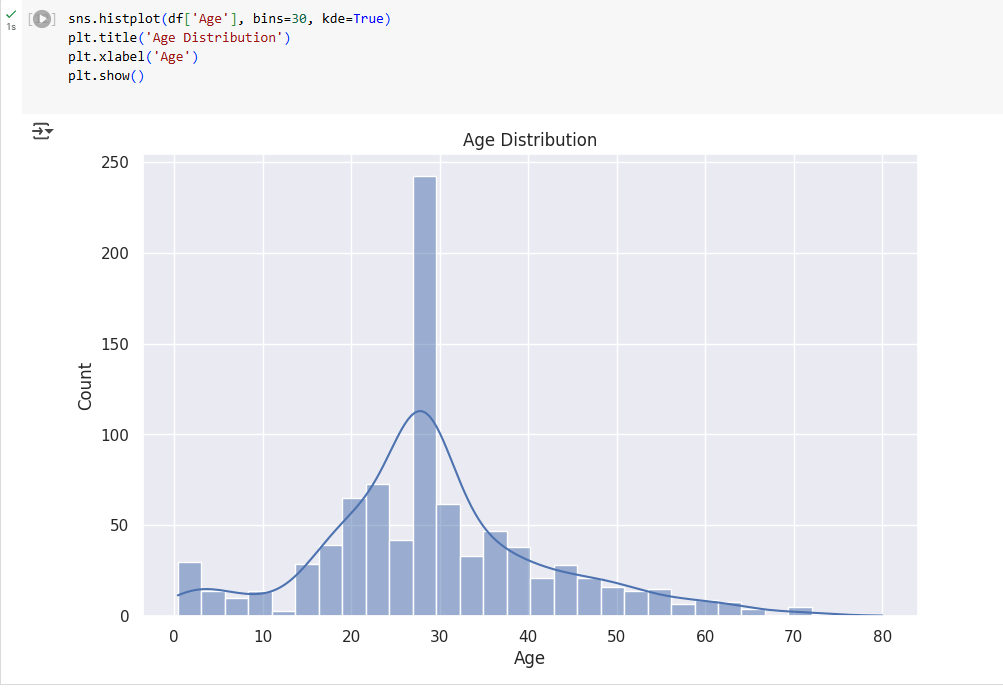 sns.histplot(df['Age'], bins=30, kde=True)
plt.title('Age Distribution')
plt.xlabel('Age')
plt.show()
1s
Age Distribution
250
200
150
100
50
0
Count
0 10 20 30 40 50 60 70 80
Age